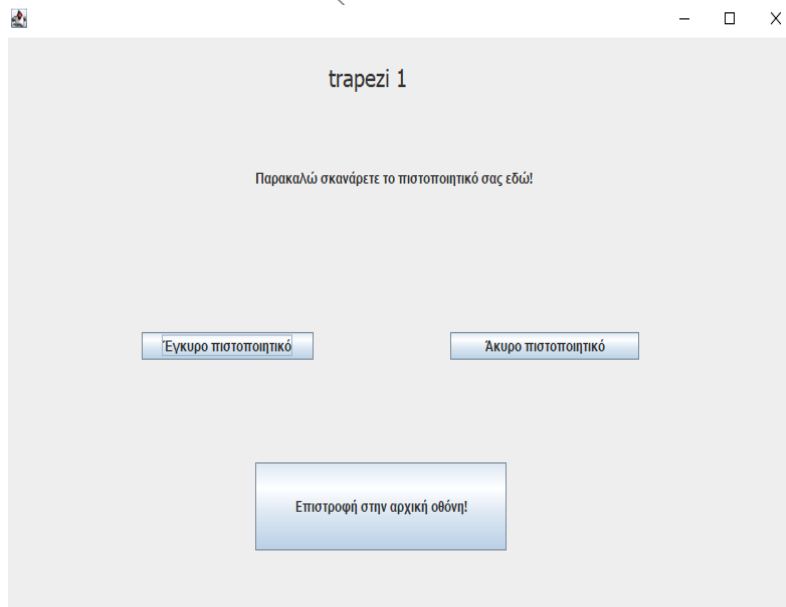 trapezi 1
Παρακαλώ σκανάρετε το πιστοποιητικό σας εδώ!
Έγκυρο πιστοποιητικό
Άκυρο πιστοποιητικό
Επιστροφή στην αρχική οθόνη!